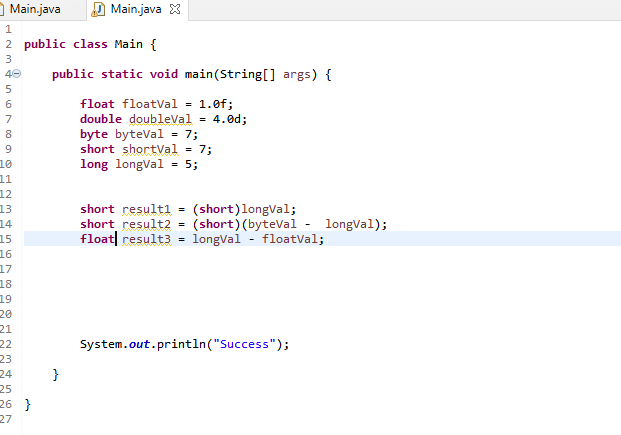 Main.java Main.java
1
2 public class Main {
3
4 public static void main(String[] args) {
5
6 float floatVal = 1.0f;
7 double doubleVal = 4.0d;
8 byte byteVal = 7;
9 short shortVal = 7;
10 long longVal = 5;
11
12
13 short result1 = (short)longVal;
14 short result2 = (short)(byteVal -  longVal);
15 float result3 = longVal - floatVal;
16
17
18
19
20
21
22 System.out.println("Success");
23
24 }
25
26 }
27